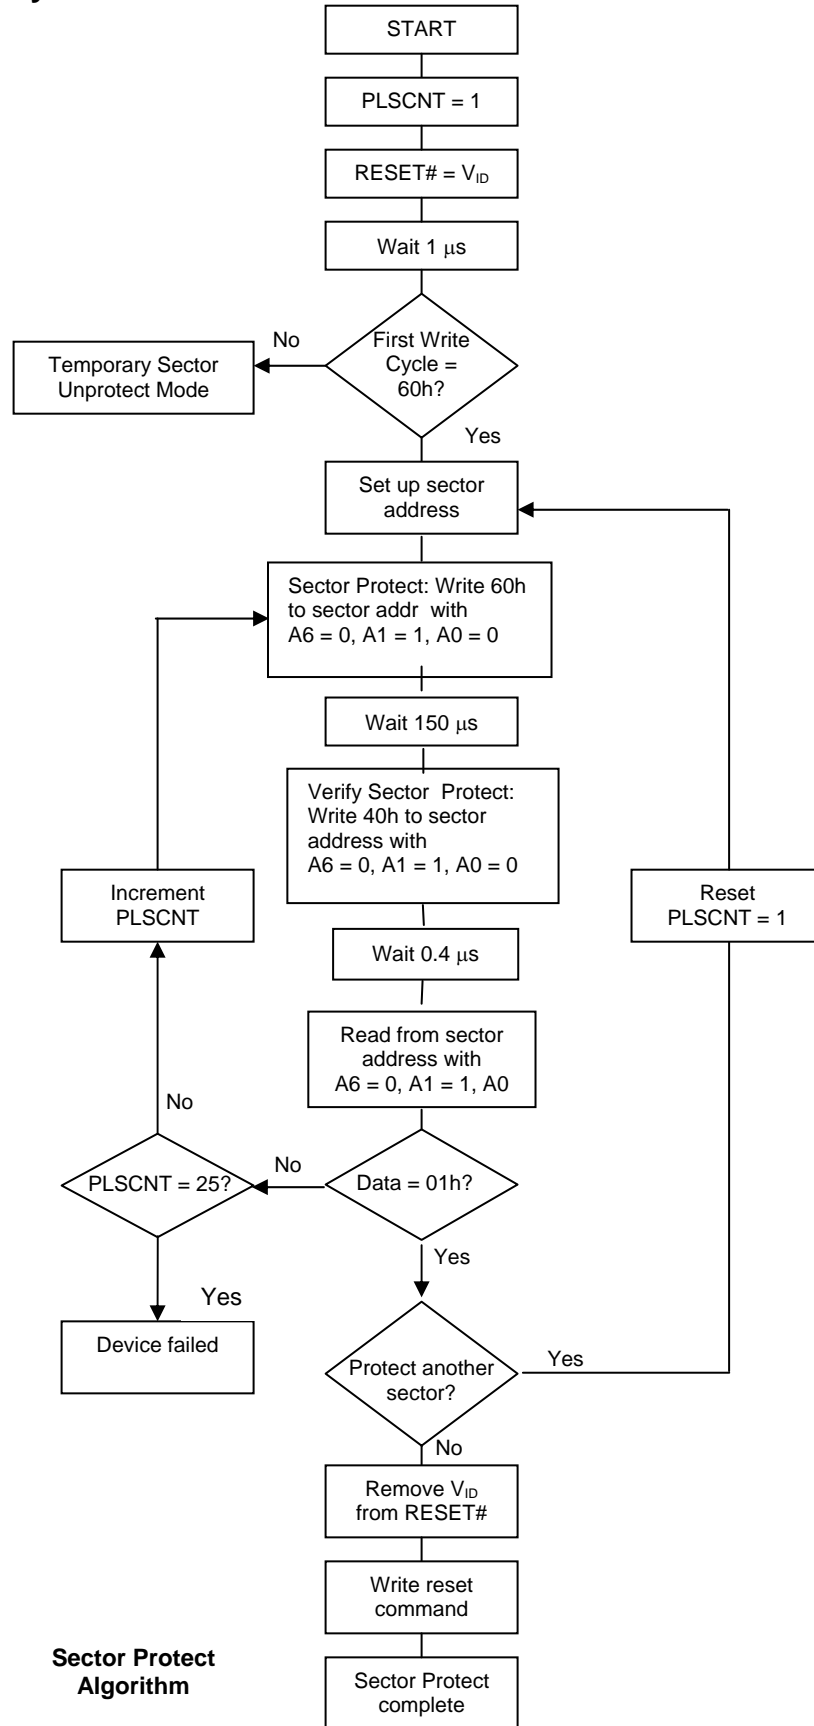 START
PLSCNT = 1
RESET# = VID
Wait 1 μs
First Write
Cycle =
60h?
No
Temporary Sector
Unprotect Mode
Yes
Set up sector
address
Sector Protect: Write 60h
to sector addr with
A6 = 0, A1 = 1, A0 = 0
Wait 150 μs
Verify Sector Protect:
Write 40h to sector
address with
A6 = 0, A1 = 1, A0 = 0
Increment
PLSCNT
Reset
PLSCNT = 1
Wait 0.4 μs
Read from sector
address with
A6 = 0, A1 = 1, A0
No
PLSCNT = 25?
No
Data = 01h?
Yes
Yes
Device failed
Protect another
sector?
Yes
No
Remove VID
from RESET#
Write reset
command
Sector Protect
Algorithm
Sector Protect
complete